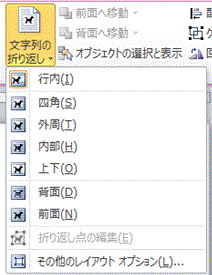 文字列の
折り返し
前面へ移動
背面へ移動
オブジェクトの選択と表示
行内(I)
四角(S)
外周(T)
内部(H)
上下(O)
背面(D)
前面(N)
折り返し点の編集(E)
その他のレイアウト オプション(L)...